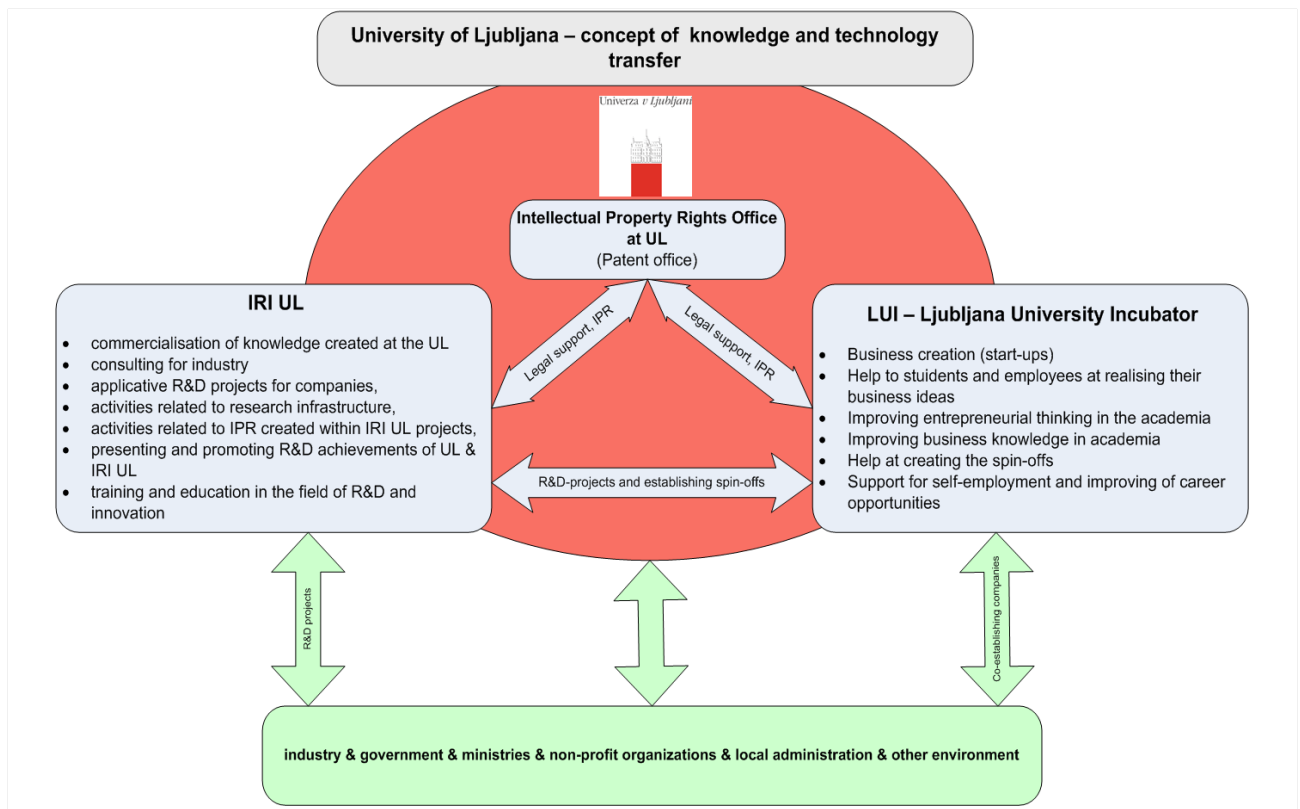 University of Ljubljana – concept of knowledge and technology
transfer
Univerza v Ljubljani
Intellectual Property Rights Office
at UL
(Patent office)
IRI UL
• commercialisation of knowledge created at the UL
• consulting for industry
• applicative R&D projects for companies,
• activities related to research infrastructure,
• activities related to IPR created within IRI UL projects,
• presenting and promoting R&D achievements of UL &
IRI UL
• training and education in the field of R&D and
innovation
Legal support, IPR
Legal support, IPR
LUI – Ljubljana University Incubator
• Business creation (start-ups)
• Help to stuidents and employees at realising their
business ideas
• Improving entrepreneurial thinking in the academia
• Improving business knowledge in academia
• Help at creating the spin-offs
• Support for self-employment and improving of career
opportunities
R&D-projects and establishing spin-offs
R&D projects
Co-establishing companies
industry & government & ministries & non-profit organizations & local administration & other environment